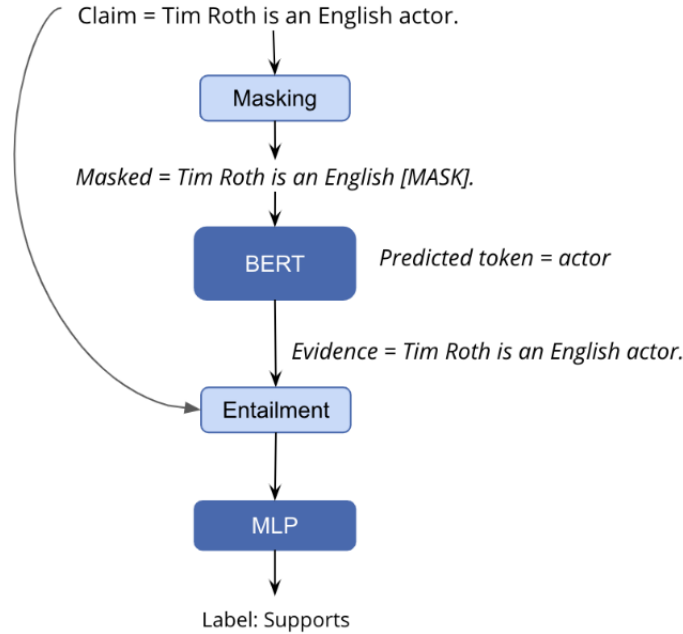 Claim = Tim Roth is an English actor.
Masking
Masked = Tim Roth is an English [MASK].
BERT
Predicted token = actor
Evidence = Tim Roth is an English actor.
Entailment
MLP
Label: Supports